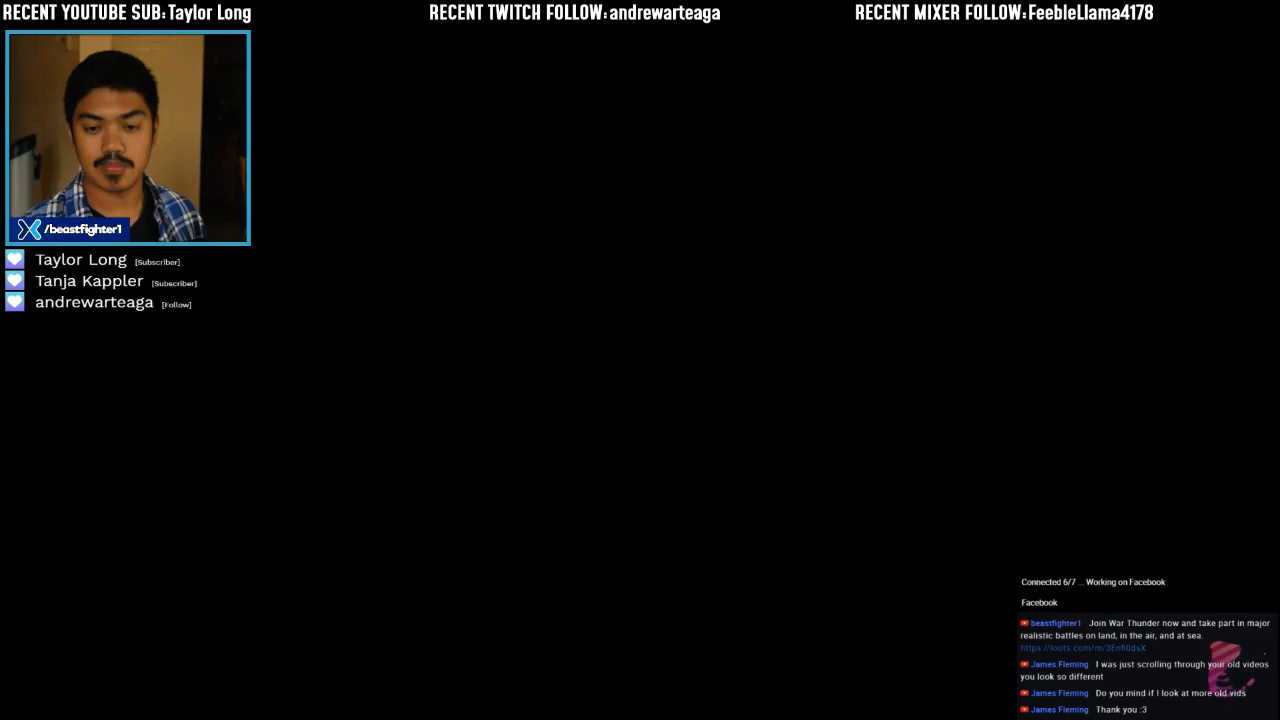 RECENT YOUTUBE SUB: Taylor Long
RECENT TWITCH FOLLOW: andrewarteaga
RECENT MIXER FOLLOW: FeebleLlama4178
/beastfighter1
Taylor Long [Subscriber]
Tanja Kappler [Subscriber]
andrewarteaga [Follow]
Connected 6/7 ... Working on Facebook
Facebook
beastfighter1 Join War Thunder now and take part in major
realistic battles on land, in the air, and at sea.
James Fleming I was just scrolling through your old videos
you look so different
James Fleming Do you mind if I look at more old vids
James Fleming Thank you :3